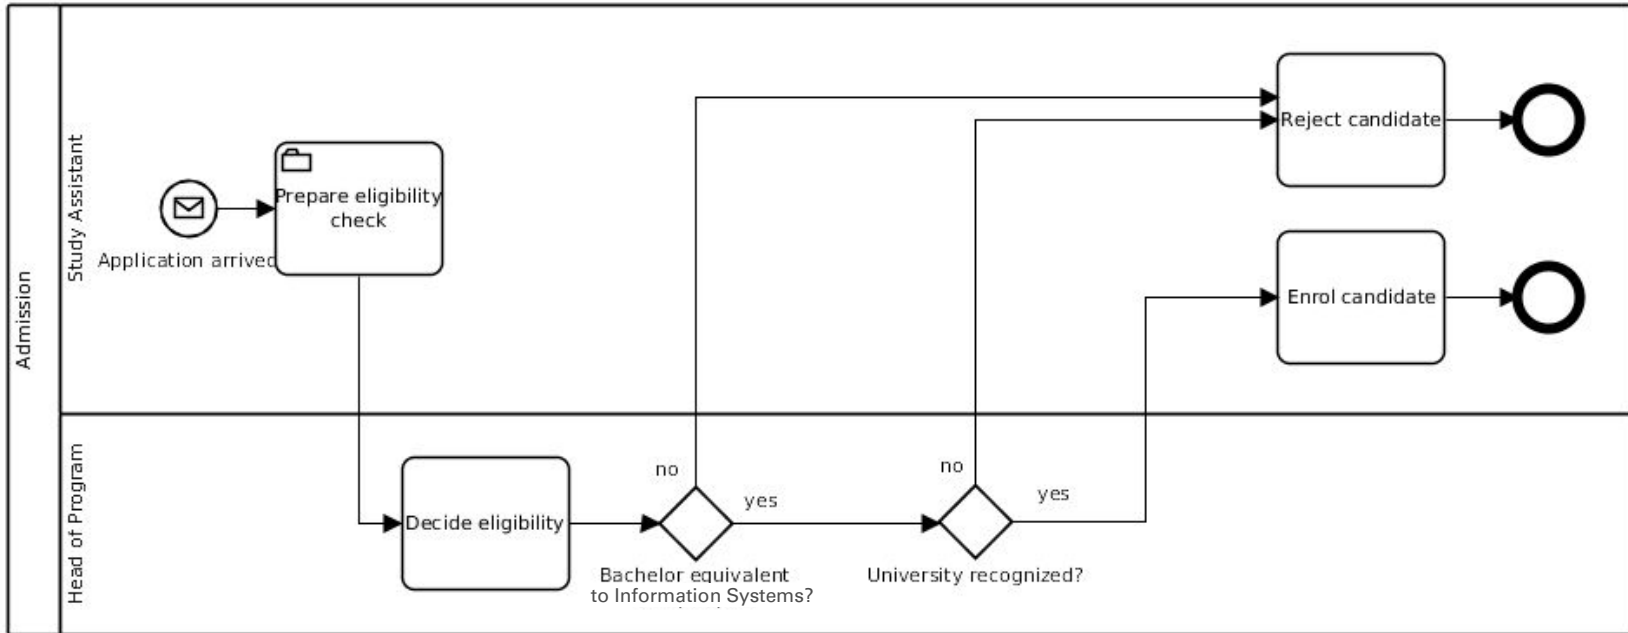 Admission
Study Assistant
Application arrived
Prepare eligibility
check
Reject candidate
Enrol candidate
Head of Program
Decide eligibility
no
yes
Bachelor equivalent
to Information Systems?
no
yes
University recognized?